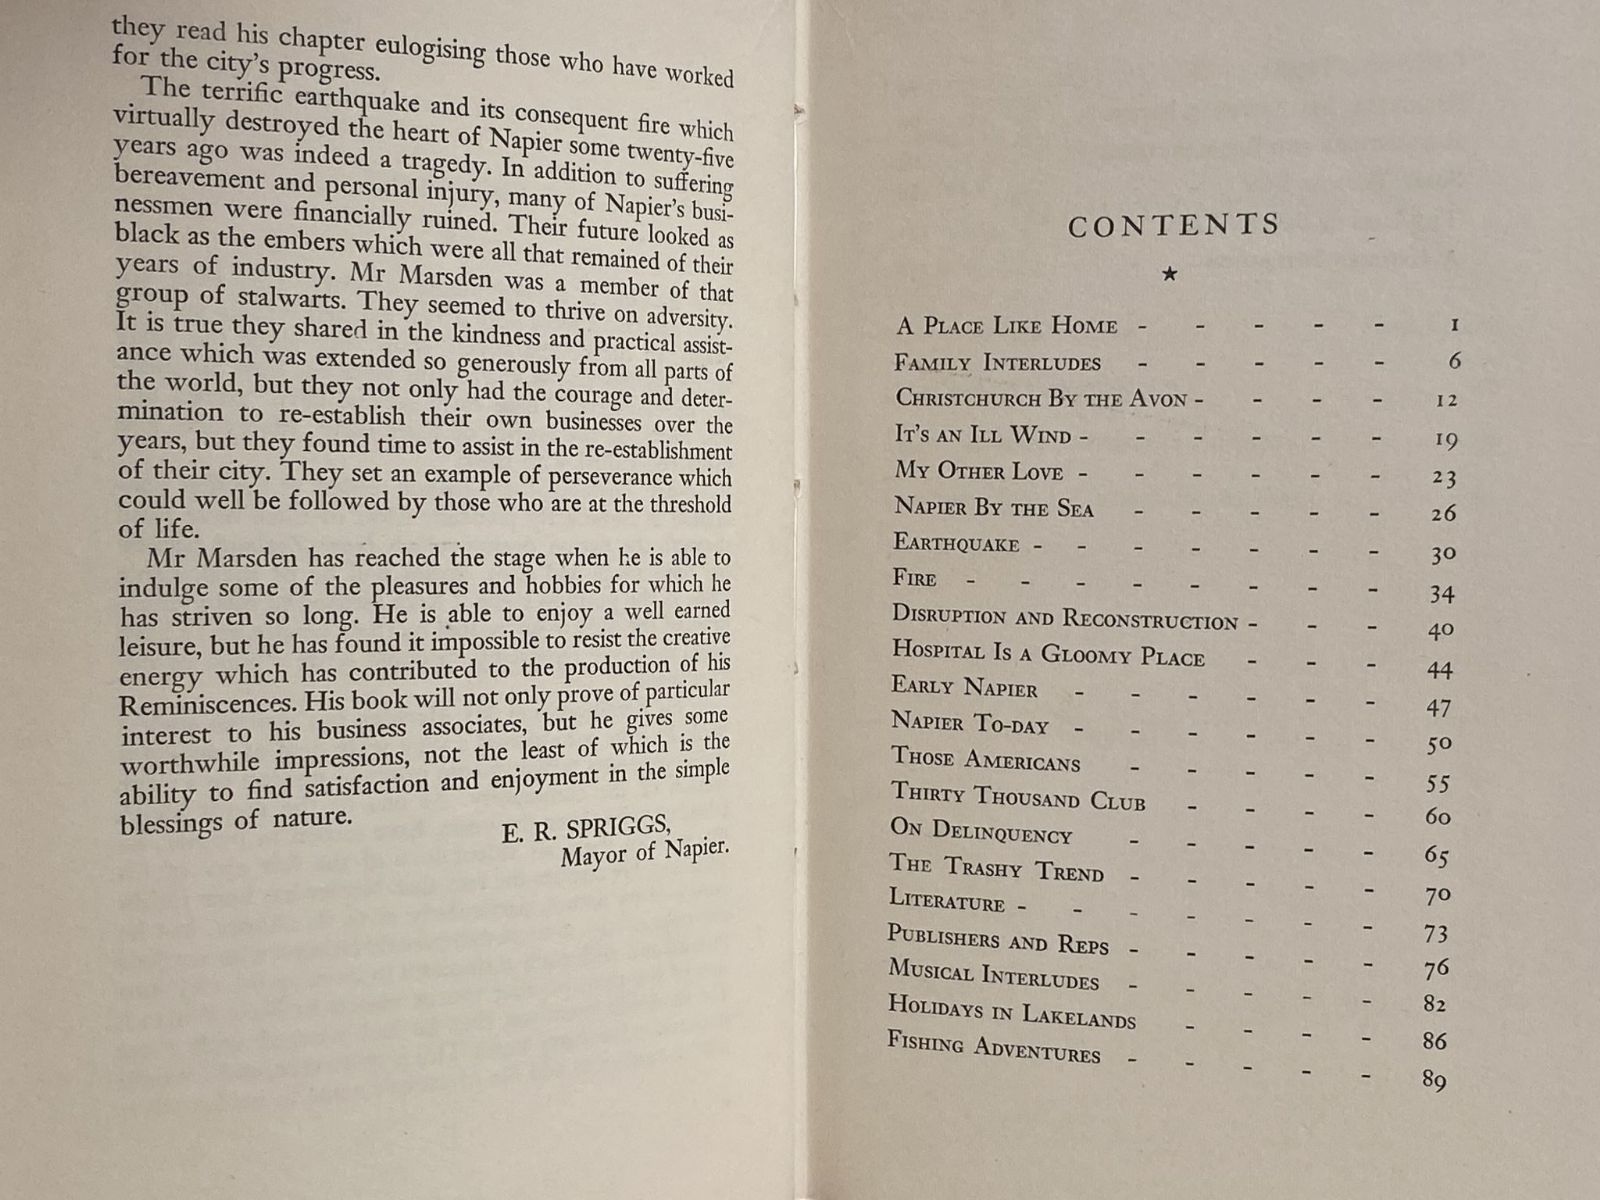 they read his chapter eulogising those who have worked
for the city's progress.
The terrific earthquake and its consequent fire which
virtually destroyed the heart of Napier some twenty-five
years ago was indeed a tragedy. In addition to suffering
bereavement and personal injury, many of Napier's busi-
nessmen were financially ruined. Their future looked as
black as the embers which were all that remained of their
years of industry. Mr Marsden was a member of that
group of stalwarts. They seemed to thrive on adversity.
It is true they shared in the kindness and practical assist-
ance which was extended so generously from all parts of
the world, but they not only had the courage and deter-
mination to re-establish their own businesses over the
years, but they found time to assist in the re-establishment
of their city. They set an example of perseverance which
could well be followed by those who are at the threshold
of life.
Mr Marsden has reached the stage when he is able to
indulge some of the pleasures and hobbies for which he
has striven so long. He is able to enjoy a well earned
leisure, but he has found it impossible to resist the creative
energy which has contributed to the production of his
Reminiscences. His book will not only prove of particular
interest to his business associates, but he gives some
worthwhile impressions, not the least of which is the
ability to find satisfaction and enjoyment in the simple
blessings of nature.
E. R. SPRIGGS,
Mayor of Napier.
CONTENTS
★
A Place Like Home - - - - - 1
Family Interludes - - - - - 6
Christchurch By the Avon - - - - - 12
It's an Ill Wind - - - - - - 19
My Other Love - - - - - - 23
Napier By the Sea - - - - - 26
Earthquake - - - - - - - 30
Fire - - - - - - - - 34
Disruption and Reconstruction - - - 40
Hospital Is a Gloomy Place - - - 44
Early Napier - - - - - - 47
Napier To-day - - - - - - 50
Those Americans - - - - - 55
Thirty Thousand Club - - - - 60
On Delinquency - - - - - 65
The Trashy Trend - - - - - 70
Literature - - - - - - - 73
Publishers and Reps - - - - - 76
Musical Interludes - - - - - 82
Holidays in Lakelands - - - - 86
Fishing Adventures - - - - - 89